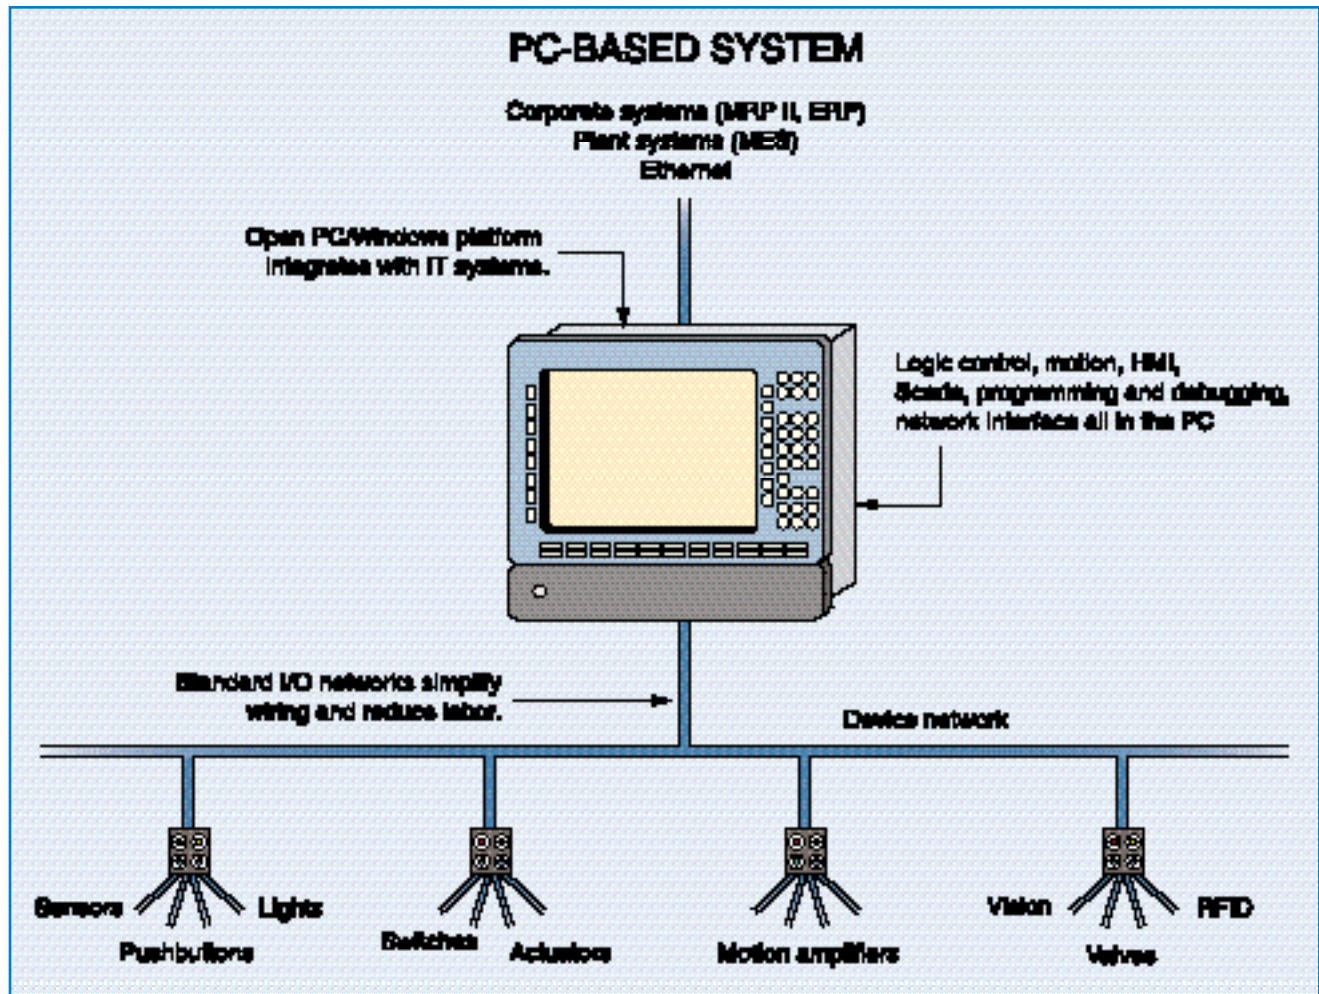 PC-BASED SYSTEM
Corporate systems (MRP II, ERP)
Plant systems (MES)
Ethernet
Open PC/Windows platform
integrates with IT systems.
Logic control, motion, HMI,
Scada, programming and debugging,
network interface all in the PC
Standard I/O networks simplify
wiring and reduce labor.
Device network
Sensors
Lights
Pushbuttons
Switches
Actuators
Motion amplifiers
Vision
RFID
Valves